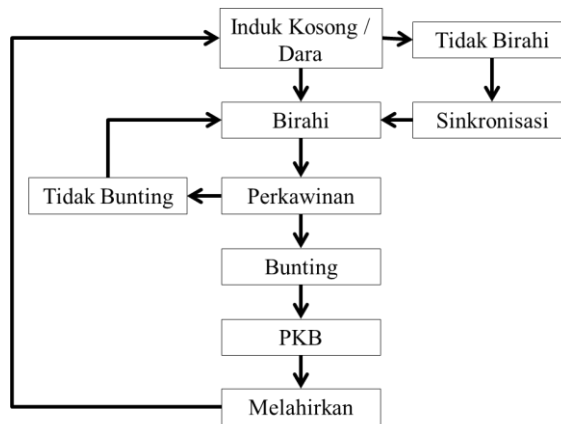 Induk Kosong /
Dara
Tidak Birahi
Birahi
Sinkronisasi
Tidak Bunting
Perkawinan
Bunting
PKB
Melahirkan